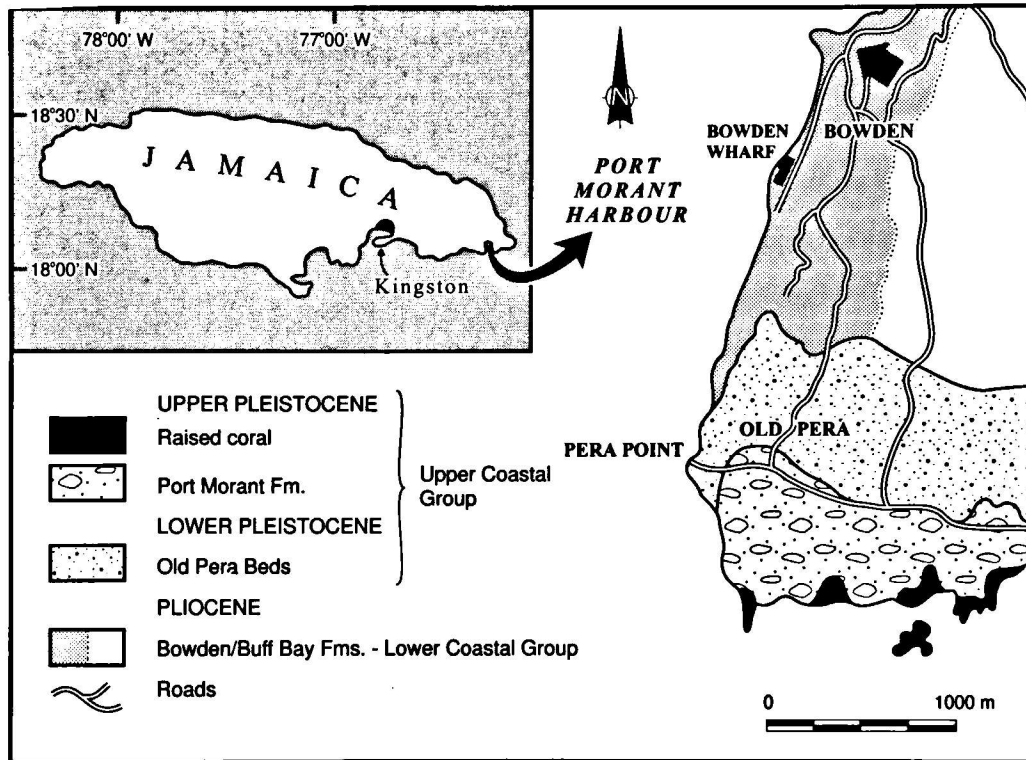 78°00' W
77°00' W
18°30' N
JAMAICA
18°00' N
Kingston
N
PORT
MORANT
HARBOUR
BOWDEN
WHARF
BOWDEN
OLD PERA
PERA POINT
UPPER PLEISTOCENE
Raised coral
Port Morant Fm.
LOWER PLEISTOCENE
Old Pera Beds
Upper Coastal
Group
PLIOCENE
Bowden/Buff Bay Fms. - Lower Coastal Group
Roads
0
1000 m